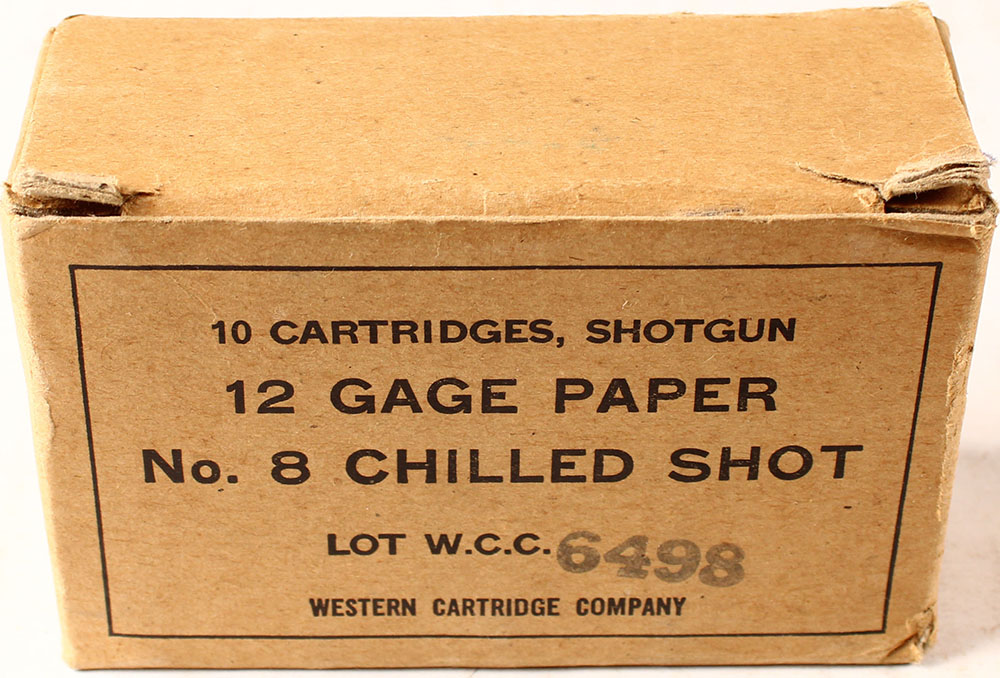 10 CARTRIDGES, SHOTGUN
12 GAGE PAPER
No. 8 CHILLED SHOT
LOT W.C.C. 6498
WESTERN CARTRIDGE COMPANY